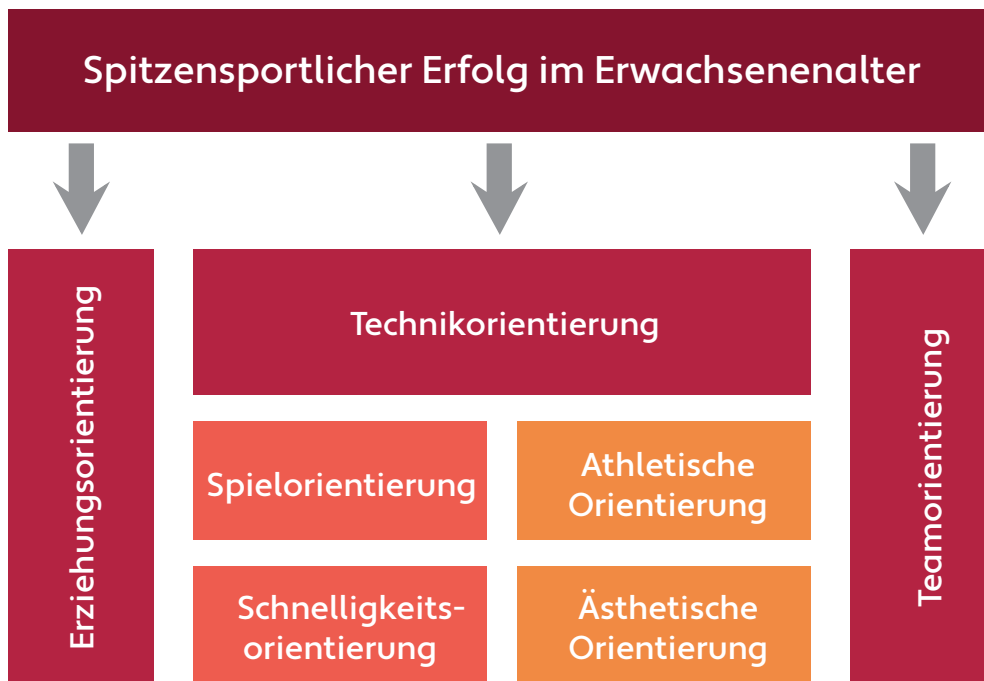 Spitzensportlicher Erfolg im Erwachsenenalter
Erziehungsorientierung
Technikorientierung
Spielorientierung
Athletische
Orientierung
Schnelligkeits-
orientierung
Ästhetische
Orientierung
Teamorientierung